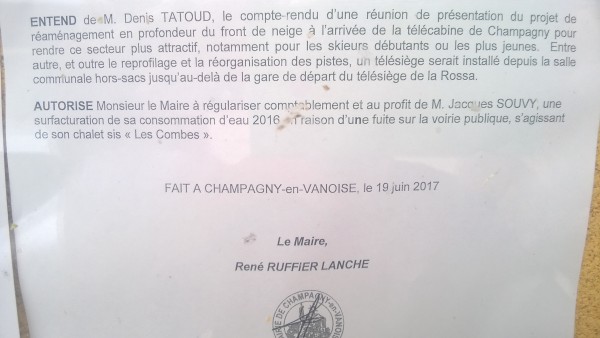 ENTEND de M. Denis TATOUD, le compte-rendu d'une réunion de présentation du projet de
réaménagement en profondeur du front de neige à l'arrivée de la télécabine de Champagny pour
rendre ce secteur plus attractif, notamment pour les skieurs débutants ou les plus jeunes. Entre
autre, et outre le reprofilage et la réorganisation des pistes, un télésiège serait installé depuis la salle
communale hors-sacs jusqu'au-delà de la gare de départ du télésiège de la Rossa.
AUTORISE Monsieur le Maire à régulariser comptablement et au profit de M. Jacques SOUVY, une
surfacturation de sa consommation d'eau 2016 en raison d'une fuite sur la voirie publique, s'agissant
de son chalet sis « Les Combes ».
FAIT A CHAMPAGNY-en-VANOISE, le 19 juin 2017
Le Maire,
René RUFFIER LANCHE
MAIRIE DE CHAMPAGNY-en-VANOISE